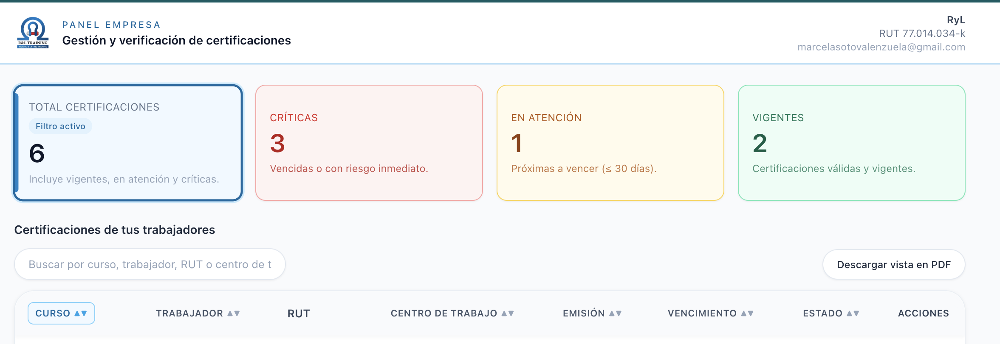 R&L TRAINING
RIGGING & LIFTING TRAINING
PANEL EMPRESA
Gestión y verificación de certificaciones
RyL
RUT 77.014.034-k
marcelasotovalenzuela@gmail.com
TOTAL CERTIFICACIONES
Filtro activo
6
Incluye vigentes, en atención y críticas.
CRÍTICAS
3
Vencidas o con riesgo inmediato.
EN ATENCIÓN
1
Próximas a vencer (≤ 30 días).
VIGENTES
2
Certificaciones válidas y vigentes.
Certificaciones de tus trabajadores
Buscar por curso, trabajador, RUT o centro de t
Descargar vista en PDF
CURSO ▲▼ TRABAJADOR ▲▼ RUT CENTRO DE TRABAJO ▲▼ EMISIÓN ▲▼ VENCIMIENTO ▲▼ ESTADO ▲▼ ACCIONES